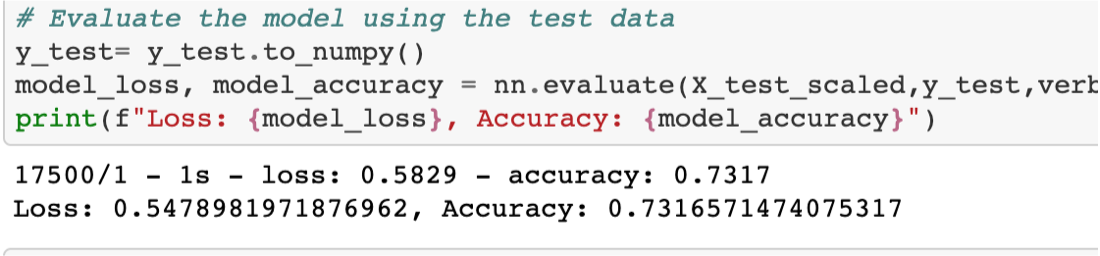 # Evaluate the model using the test data
y_test= y_test.to_numpy()
model_loss, model_accuracy = nn.evaluate(X_test_scaled,y_test,verb
print(f"Loss: {model_loss}, Accuracy: {model_accuracy}")
17500/1 - 1s - loss: 0.5829 - accuracy: 0.7317
Loss: 0.5478981971876962, Accuracy: 0.7316571474075317